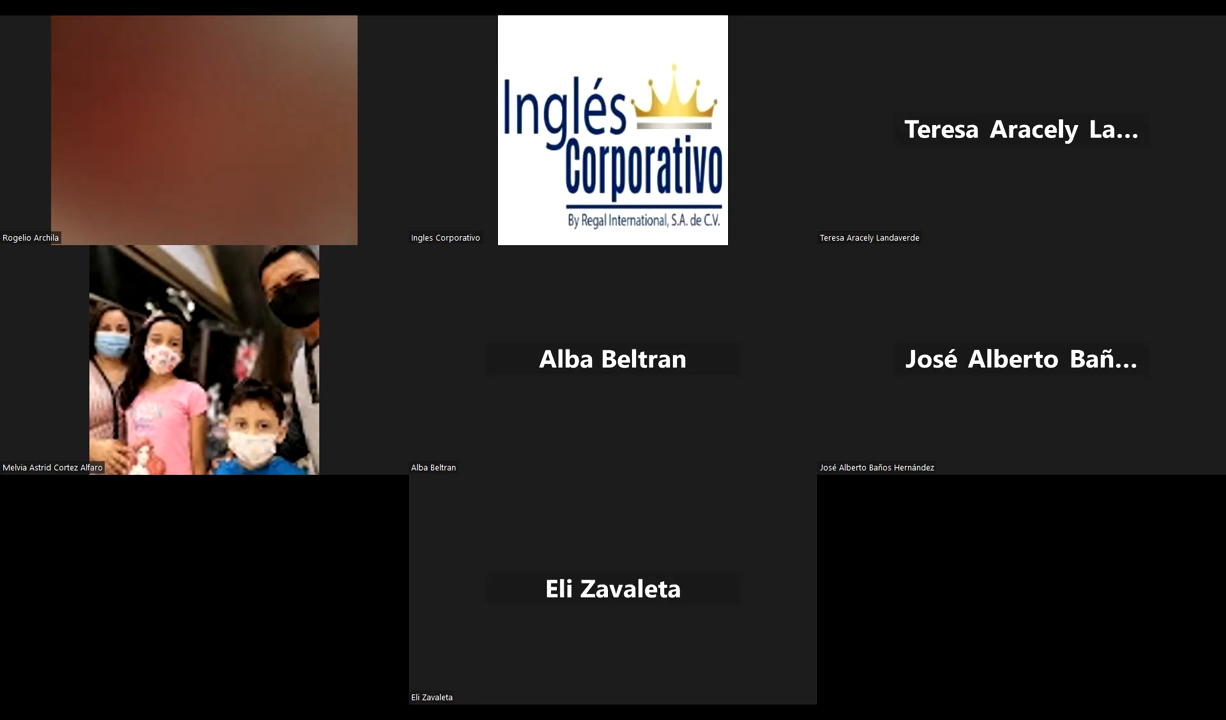 Inglés
Corporativo
By Regal International, S.A. de C.V.
Teresa Aracely La...
Rogelio Archila
Ingles Corporativo
Teresa Aracely Landaverde
Alba Beltran
José Alberto Bañ...
Melvia Astrid Cortez Alfaro
Alba Beltran
José Alberto Baños Hernández
Eli Zavaleta
Eli Zavaleta